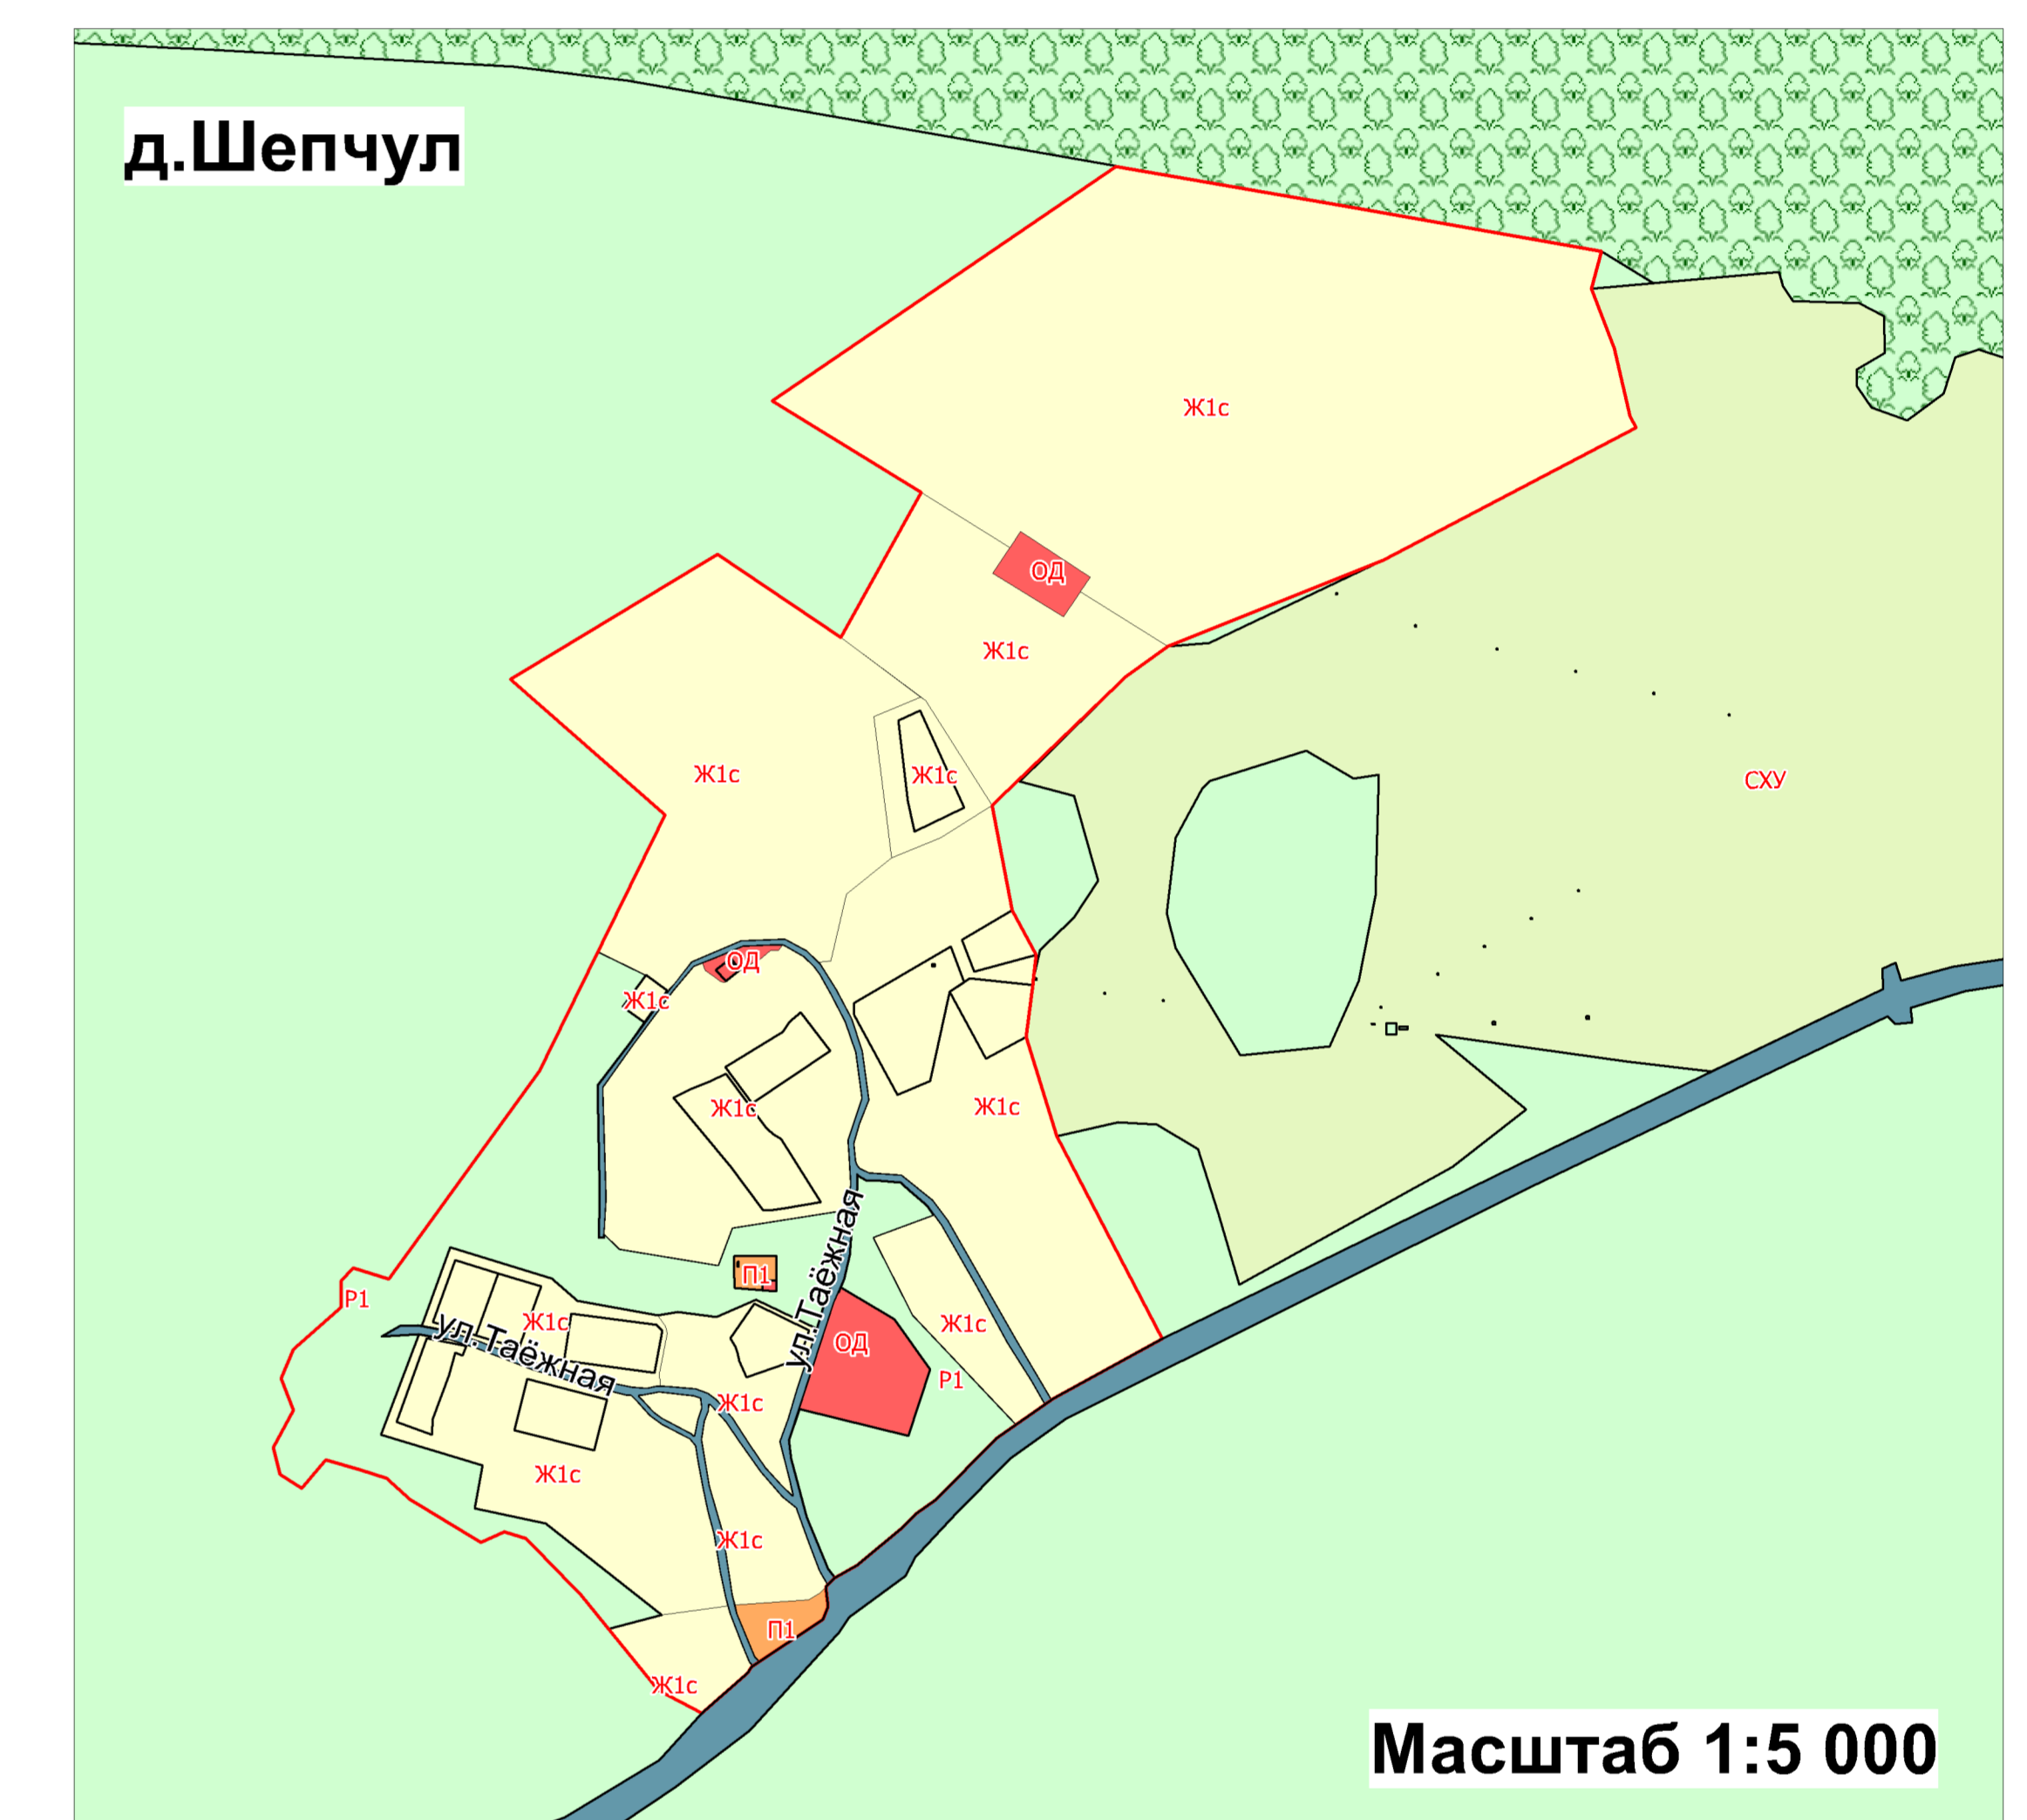 д.Шепчул
Ж1с
ОД
Ж1с
Ж1с
Ж1с
СХУ
ОД
Ж1с
Ж1с
Ж1с
ул.Таёжная
П1
Р1
Ж1с
Ж1с
ул.Таёжная
ОД
Р1
Ж1с
Ж1с
Ж1с
П1
Ж1с
Масштаб 1:5 000